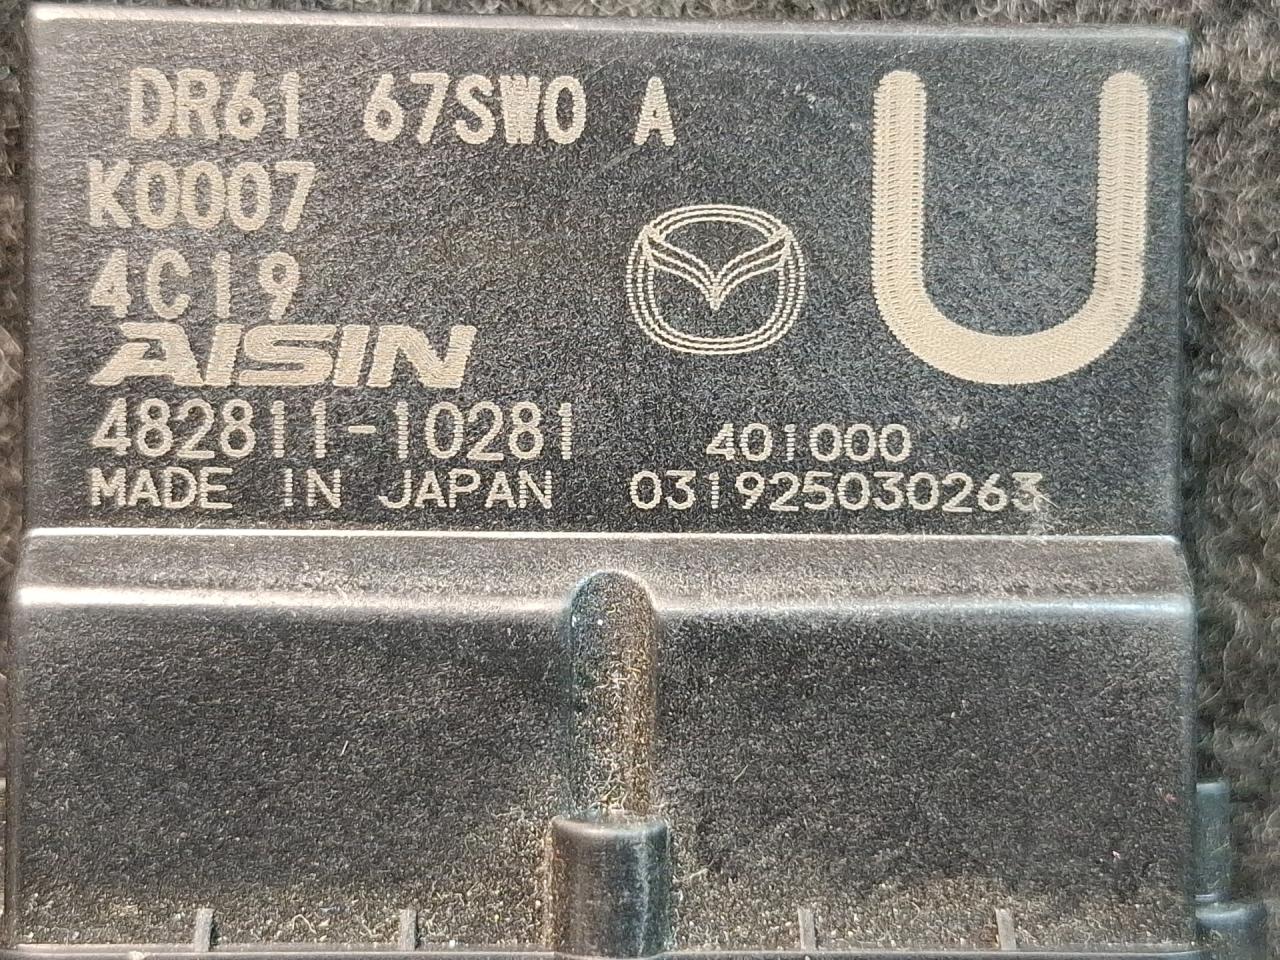 DR61 67SW0 A
U
K0007
4C19
AISIN
482811-10281
401000
MADE IN JAPAN
031925030263